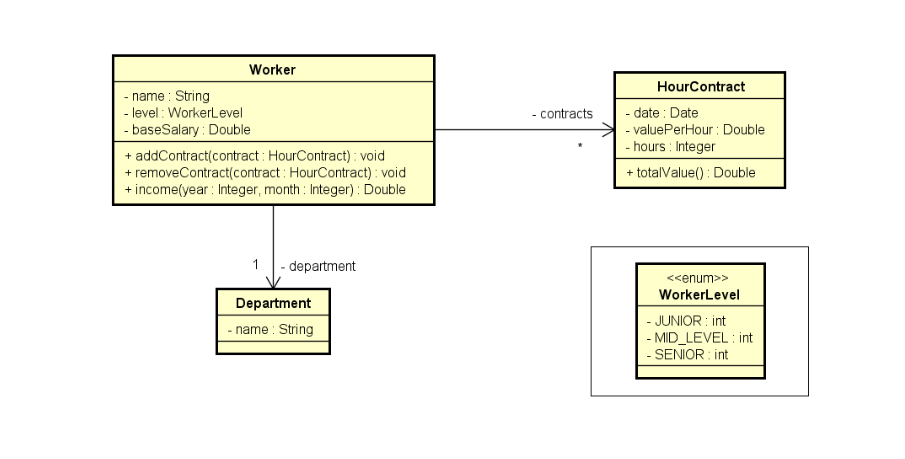 Worker
- name : String
- level : WorkerLevel
- baseSalary : Double
+ addContract(contract : HourContract) : void
+ removeContract(contract : HourContract) : void
+ income(year : Integer, month : Integer) : Double
- contracts
*
HourContract
- date : Date
- valuePerHour : Double
- hours : Integer
+ totalValue() : Double
1
- department
Department
- name : String
<<enum>>
WorkerLevel
- JUNIOR : int
- MID_LEVEL : int
- SENIOR : int